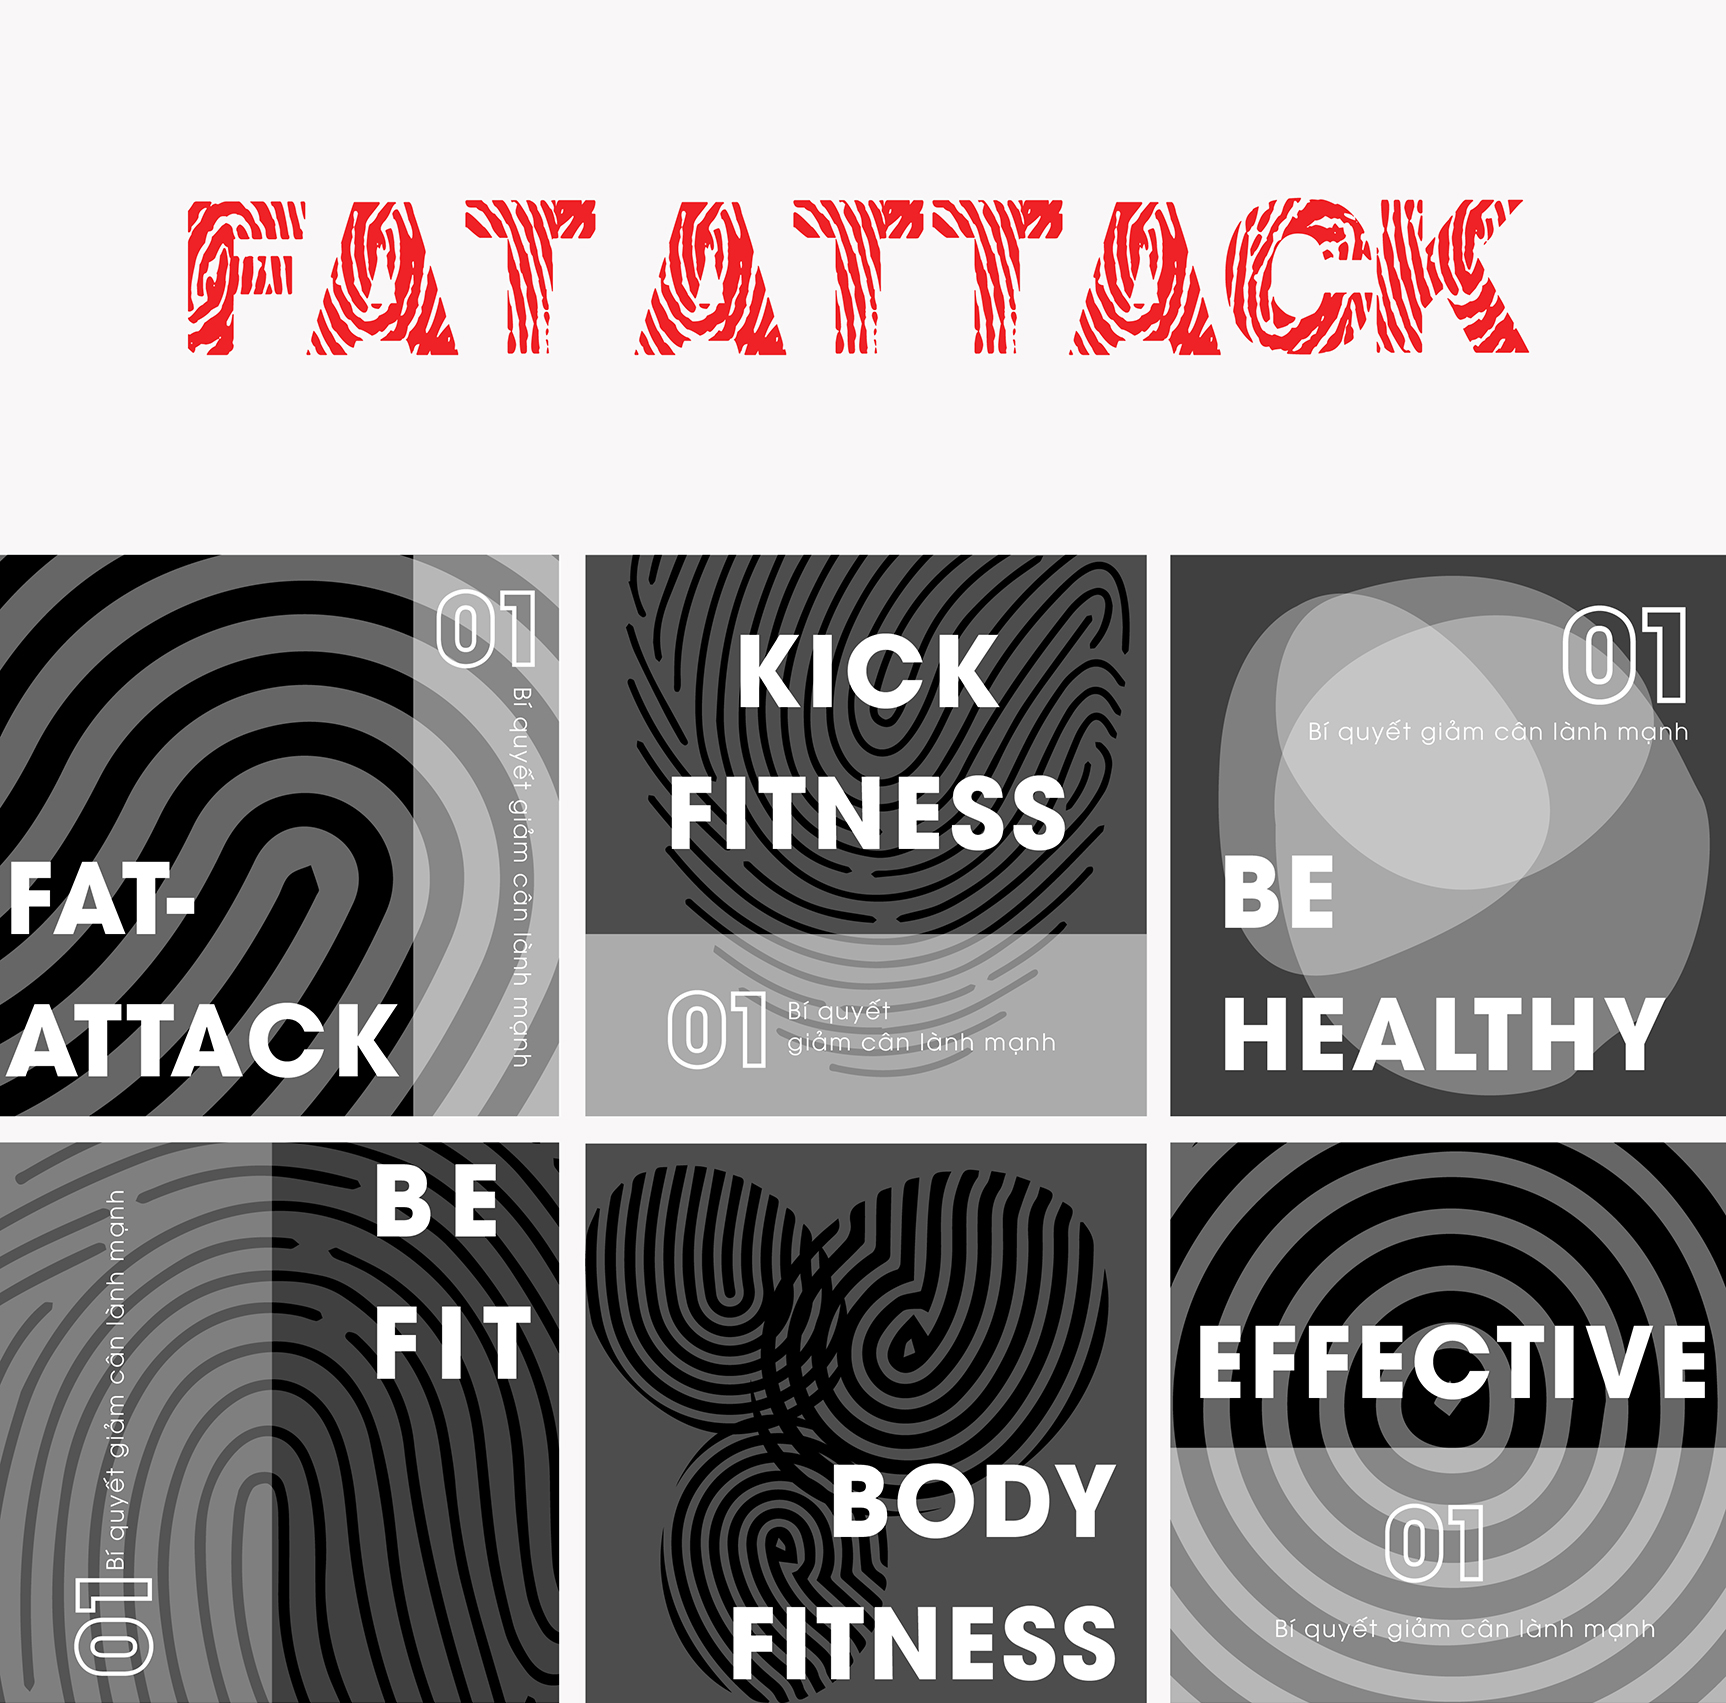 FAT ATTACK
01
Bí quyết giảm cân lành mạnh
FAT-
ATTACK
KICK
FITNESS
01
Bí quyết
giảm cân lành mạnh
01
Bí quyết giảm cân lành mạnh
BE
HEALTHY
BE
FIT
01
Bí quyết giảm cân lành mạnh
BODY
FITNESS
EFFECTIVE
01
Bí quyết giảm cân lành mạnh